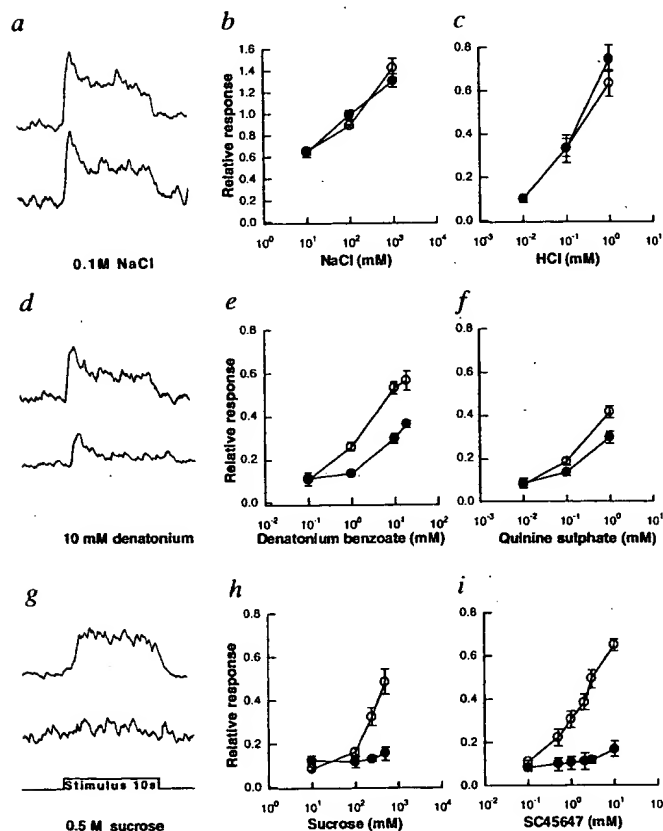 a
0.1M NaCl
b
Relative response
1.6
1.4
1.2
1.0
0.8
0.6
0.4
0.2
0.0
10⁰ 10¹ 10² 10³ 10⁴
NaCl (mM)
c
0.8
0.6
0.4
0.2
0.0
10⁻³ 10⁻² 10⁻¹ 10⁰ 10¹
HCl (mM)
d
10 mM denatonium
e
Relative response
0.8
0.6
0.4
0.2
0.0
10⁻² 10⁻¹ 10⁰ 10¹ 10²
Denatonium benzoate (mM)
f
0.8
0.6
0.4
0.2
0.0
10⁻³ 10⁻² 10⁻¹ 10⁰ 10¹
Quinine sulphate (mM)
g
Stimulus 10s
0.5 M sucrose
h
Relative response
0.8
0.6
0.4
0.2
0.0
10⁰ 10¹ 10² 10³ 10⁴
Sucrose (mM)
i
0.8
0.6
0.4
0.2
0.0
10⁻² 10⁻¹ 10⁰ 10¹ 10²
SC45647 (mM)